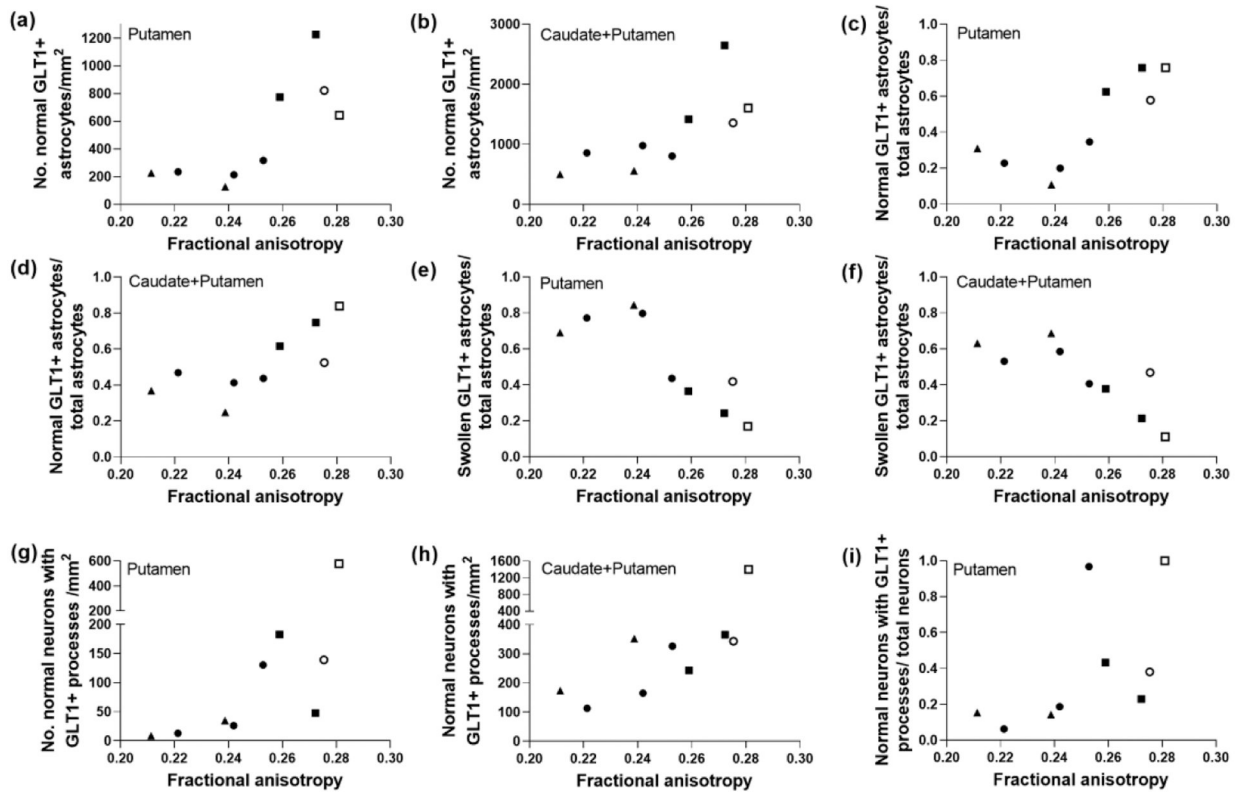 (a)
Putamen
No. normal GLT1+
astrocytes/mm2
1200
1000
800
600
400
200
0
0.20 0.22 0.24 0.26 0.28 0.30
Fractional anisotropy
(b)
Caudate+Putamen
No. normal GLT1+
astrocytes/mm2
3000
2000
1000
0
0.20 0.22 0.24 0.26 0.28 0.30
Fractional anisotropy
(c)
Putamen
Normal GLT1+ astrocytes/
total astrocytes
1.0
0.8
0.6
0.4
0.2
0.0
0.20 0.22 0.24 0.26 0.28 0.30
Fractional anisotropy
(d)
Caudate+Putamen
Normal GLT1+ astrocytes/
total astrocytes
1.0
0.8
0.6
0.4
0.2
0.0
0.20 0.22 0.24 0.26 0.28 0.30
Fractional anisotropy
(e)
Putamen
Swollen GLT1+ astrocytes/
total astrocytes
1.0
0.8
0.6
0.4
0.2
0.0
0.20 0.22 0.24 0.26 0.28 0.30
Fractional anisotropy
(f)
Caudate+Putamen
Swollen GLT1+ astrocytes/
total astrocytes
1.0
0.8
0.6
0.4
0.2
0.0
0.20 0.22 0.24 0.26 0.28 0.30
Fractional anisotropy
(g)
Putamen
No. normal neurons with
GLT1+ processes /mm2
600
400
200
200
150
100
50
0
0.20 0.22 0.24 0.26 0.28 0.30
Fractional anisotropy
(h)
Caudate+Putamen
Normal neurons with
GLT1+ processes/mm2
1600
1400
1200
1000
800
600
400
400
300
200
100
0
0.20 0.22 0.24 0.26 0.28 0.30
Fractional anisotropy
(i)
Putamen
Normal neurons with GLT1+
processes/ total neurons
1.0
0.8
0.6
0.4
0.2
0.0
0.20 0.22 0.24 0.26 0.28 0.30
Fractional anisotropy